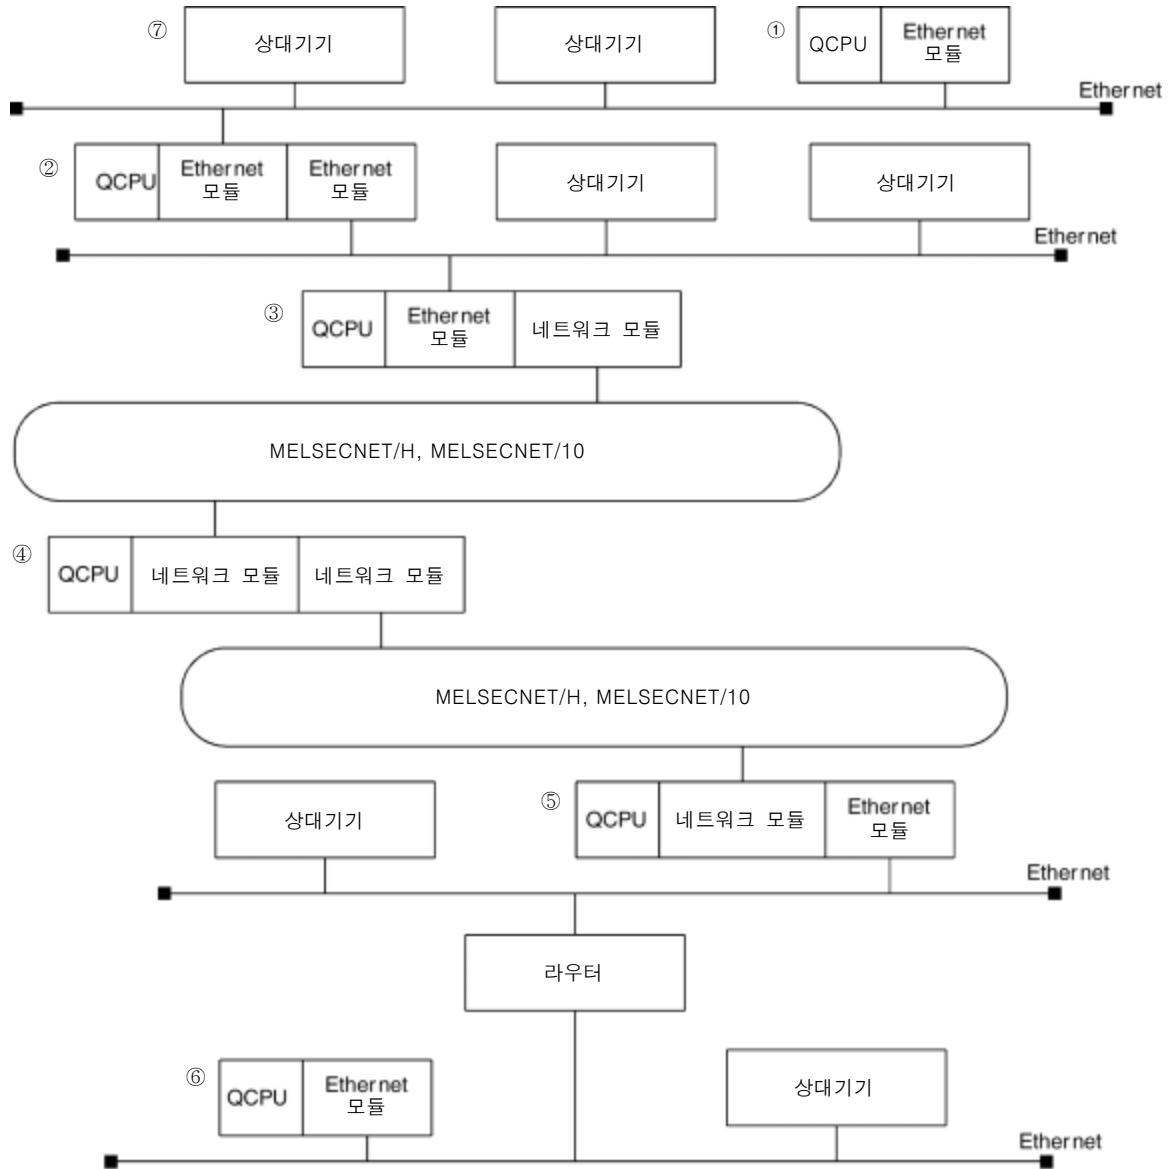 ⑦
상대기기
상대기기
①
QCPU
Ethernet
모듈
Ethernet
②
QCPU
Ethernet
모듈
Ethernet
모듈
상대기기
상대기기
Ethernet
③
QCPU
Ethernet
모듈
네트워크 모듈
MELSECNET/H, MELSECNET/10
④
QCPU
네트워크 모듈
네트워크 모듈
MELSECNET/H, MELSECNET/10
상대기기
⑤
QCPU
네트워크 모듈
Ethernet
모듈
Ethernet
라우터
⑥
QCPU
Ethernet
모듈
상대기기
Ethernet